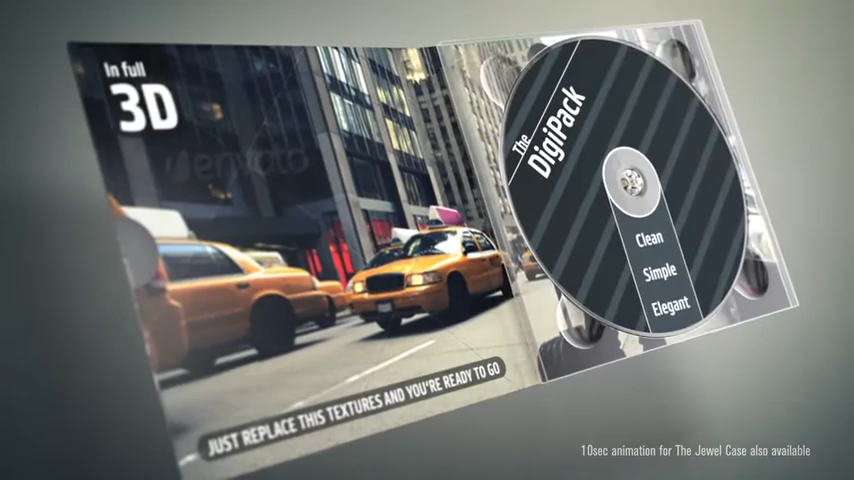 In full
3D
envato
The
DigiPack
Clean
Simple
Elegant
JUST REPLACE THIS TEXTURES AND YOU'RE READY TO GO
10sec animation for The Jewel Case also available